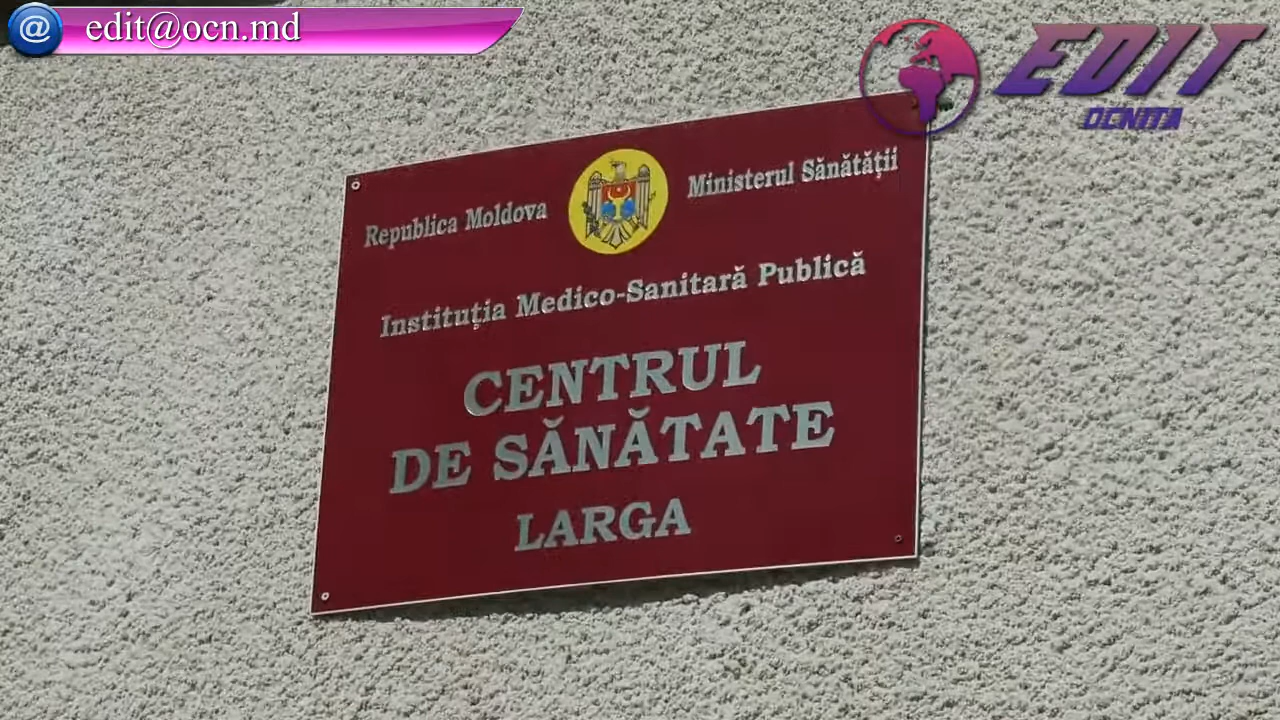 edit@ocn.md
EDIT
OCNITA
Republica Moldova
Ministerul Sănătății
Instituția Medico-Sanitară Publică
CENTRUL
DE SĂNĂTATE
LARGA